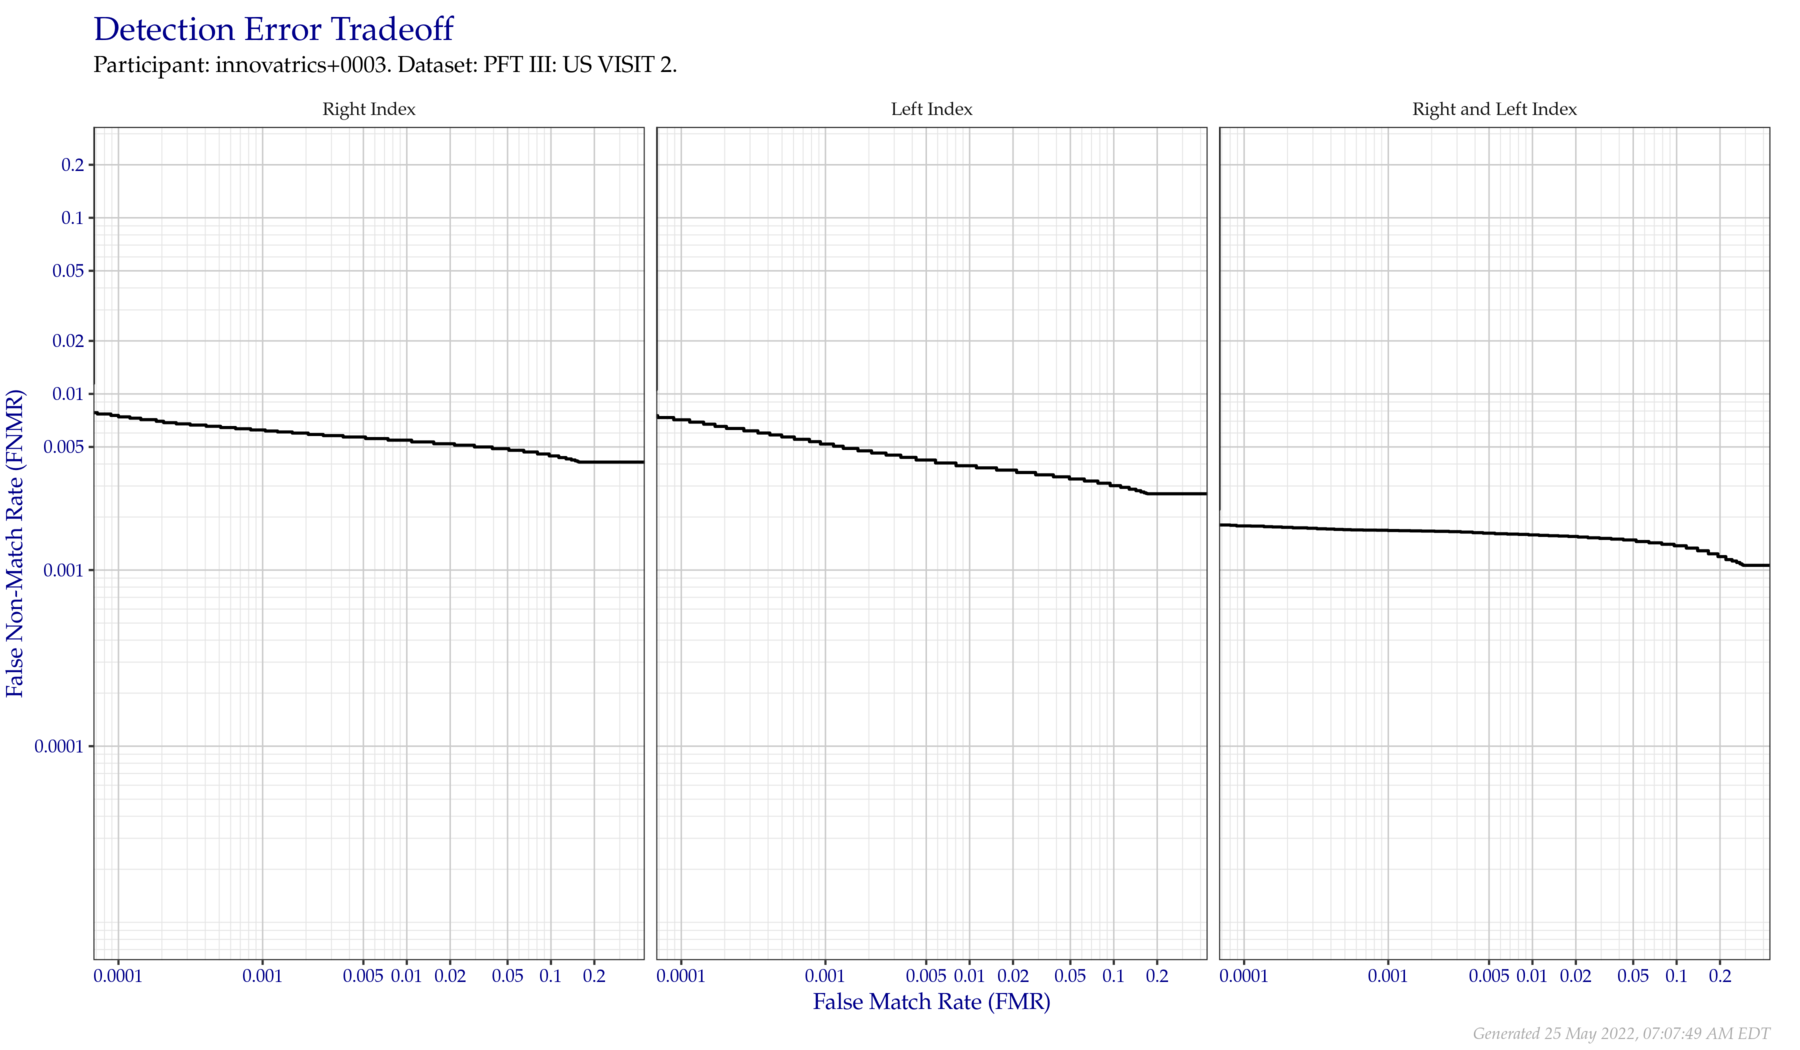 Detection Error Tradeoff
Participant: innovatrics+0003. Dataset: PFT III: US VISIT 2.
Right Index
Left Index
Right and Left Index
False Non-Match Rate (FNMR)
0.2
0.1
0.05
0.02
0.01
0.005
0.001
0.0001
0.0001 0.001 0.005 0.01 0.02 0.05 0.1 0.2
0.0001 0.001 0.005 0.01 0.02 0.05 0.1 0.2
0.0001 0.001 0.005 0.01 0.02 0.05 0.1 0.2
False Match Rate (FMR)
Generated 25 May 2022, 07:07:49 AM EDT